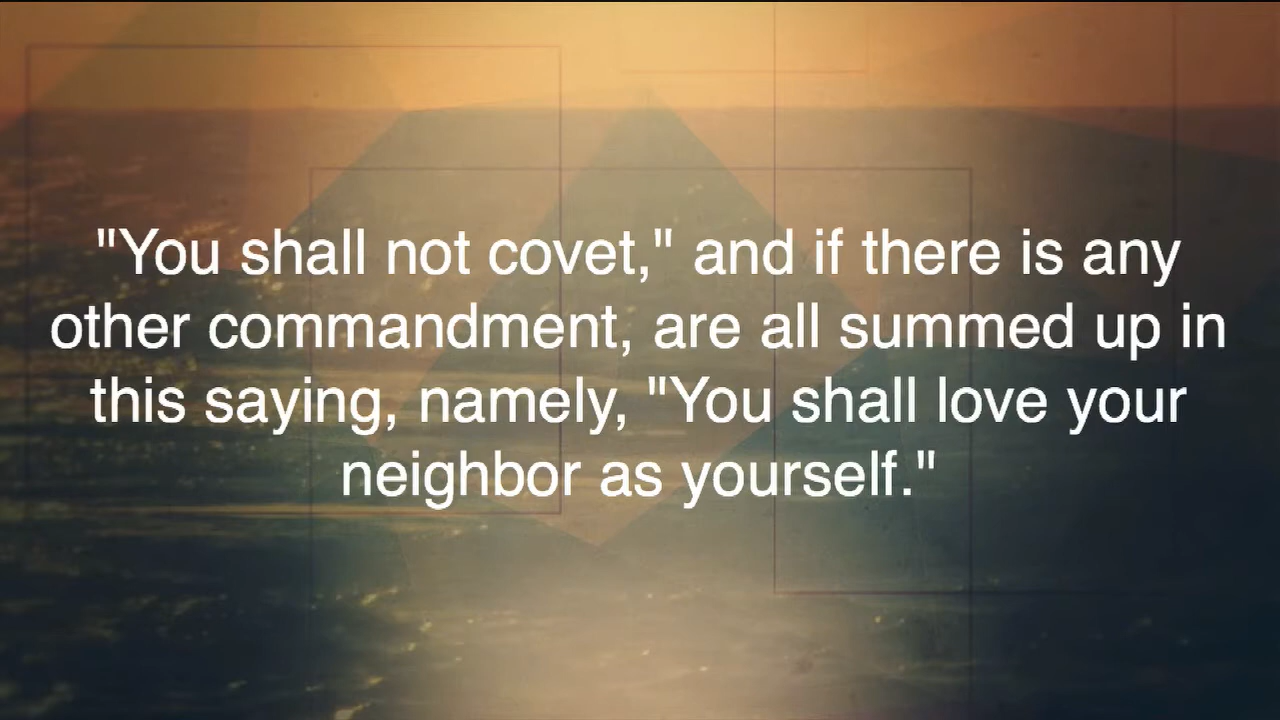 "You shall not covet," and if there is any
other commandment, are all summed up in
this saying, namely, "You shall love your
neighbor as yourself."